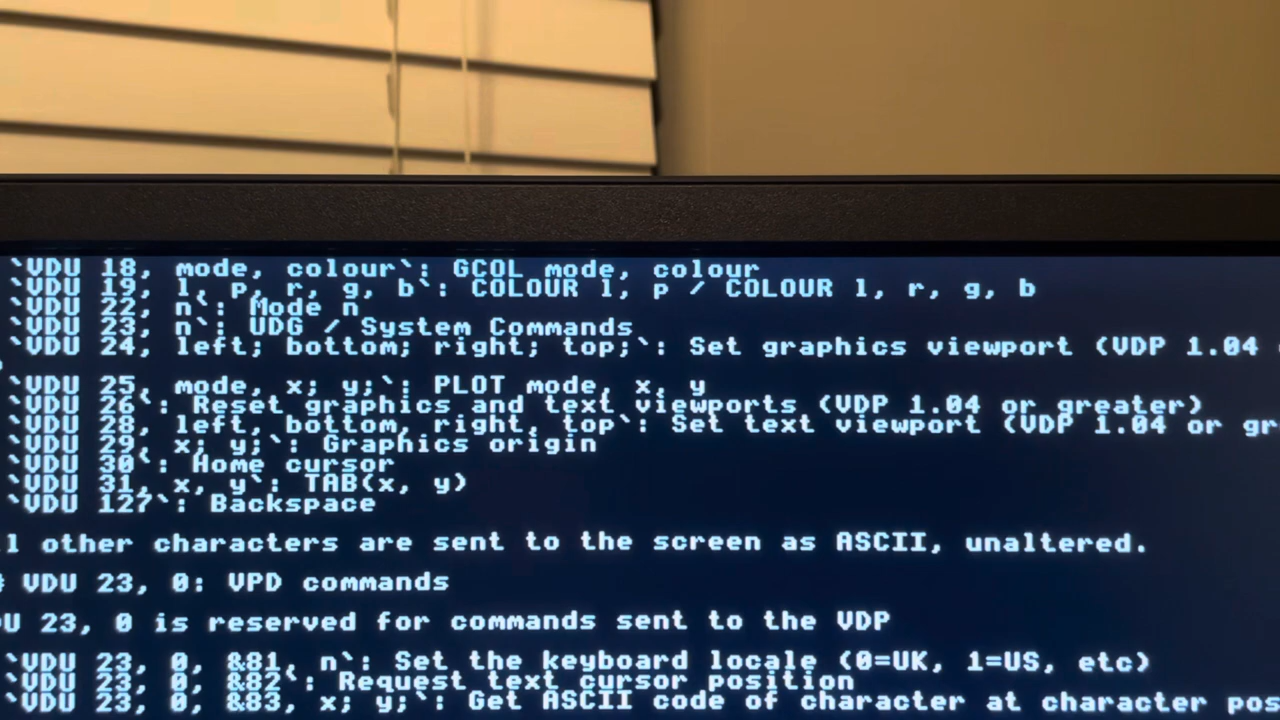 `VDU 18, mode, colour`: GCOL mode, colour
`VDU 19, l, p, r, g, b`: COLOUR l, p / COLOUR l, r, g, b
`VDU 22, n`: Mode n
`VDU 23, n`: UDG / System Commands
`VDU 24, left; bottom; right; top;`: Set graphics viewport (VDP 1.04
`VDU 25, mode, x; y;`: PLOT mode, x, y
`VDU 26`: Reset graphics and text viewports (VDP 1.04 or greater)
`VDU 28, left, bottom, right, top`: Set text viewport (VDP 1.04 or gr
`VDU 29, x; y;`: Graphics origin
`VDU 30`: Home cursor
`VDU 31, x, y`: TAB(x, y)
`VDU 127`: Backspace
l other characters are sent to the screen as ASCII, unaltered.
# VDU 23, 0: VPD commands
U 23, 0 is reserved for commands sent to the VDP
`VDU 23, 0, &81, n`: Set the keyboard locale (0=UK, 1=US, etc)
`VDU 23, 0, &82`: Request text cursor position
`VDU 23, 0, &83, x; y;`: Get ASCII code of character at character pos